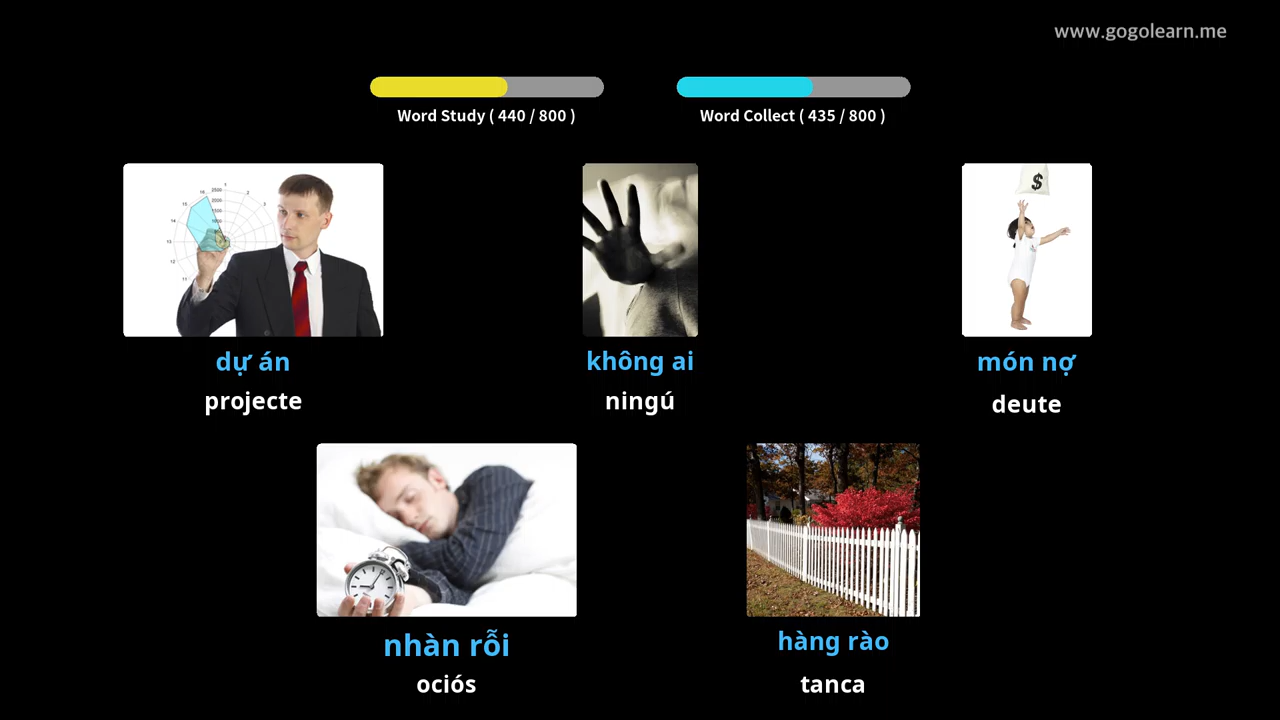 www.gogolearn.me
Word Study ( 440 / 800 )
Word Collect ( 435 / 800 )
$
dự án
projecte
không ai
ningú
món nợ
deute
nhàn rỗi
ociós
hàng rào
tanca